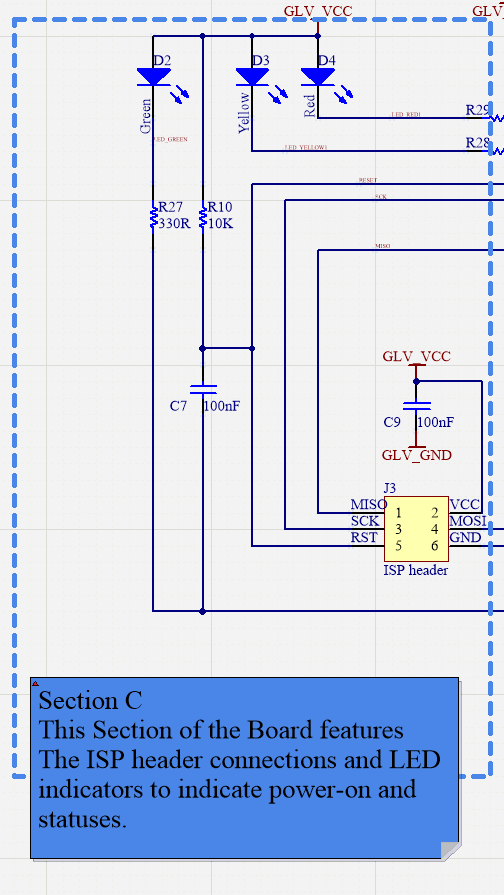 GLV_VCC
GLV_
D2
D3
D4
Green
Yellow
Red
LED_RED1
R29
LED_GREEN
LED_YELLOW1
R28
RESET
SCK
R27
330R
R10
10K
MISO
GLV_VCC
C7 100nF
C9 100nF
GLV_GND
J3
MISO 1 2 VCC
SCK 3 4 MOSI
RST 5 6 GND
ISP header
Section C
This Section of the Board features
The ISP header connections and LED
indicators to indicate power-on and
statuses.